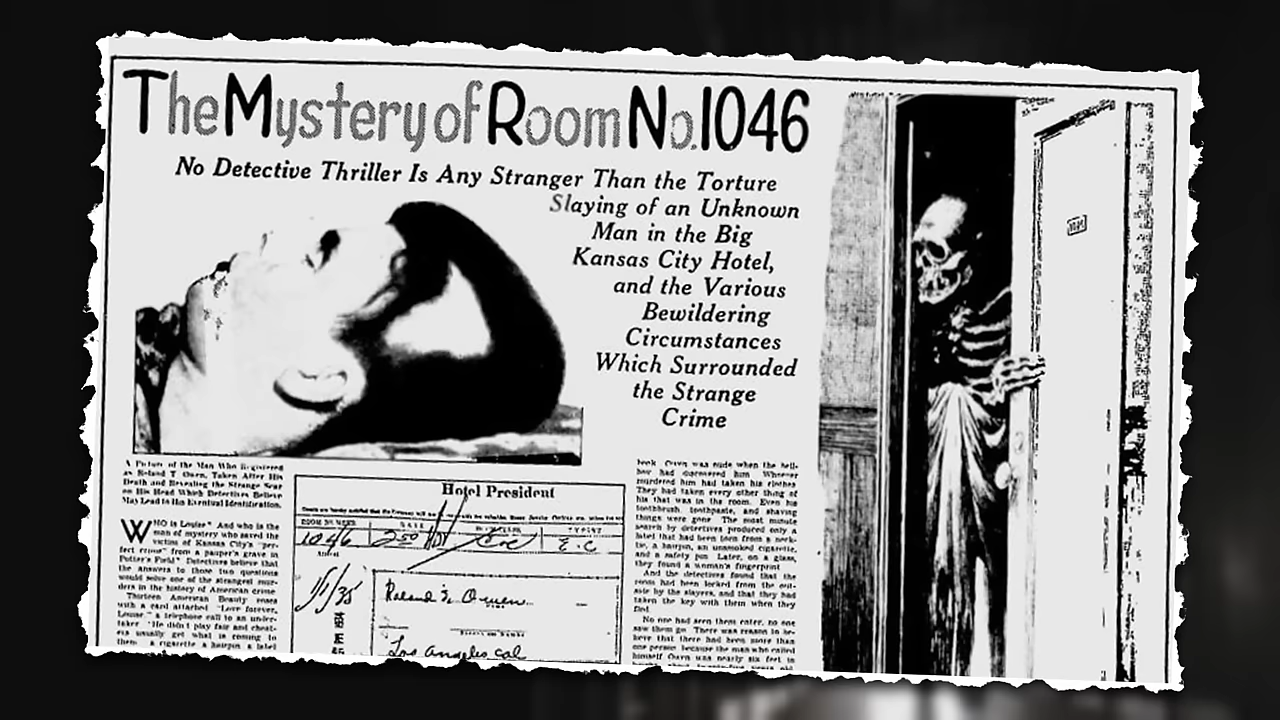 The Mystery of Room No. 1046
No Detective Thriller Is Any Stranger Than the Torture
Slaying of an Unknown
Man in the Big
Kansas City Hotel,
and the Various
Bewildering
Circumstances
Which Surrounded
the Strange
Crime
A Picture of the Man Who Registered
as Roland T. Owen, Taken After His
Death and Revealing the Strange Scar
on His Head Which Detectives Believe
May Lead to His Eventual Identification.
WHO is Louise? And who is the
man of mystery who saved the
victim of Kansas City's "per-
fect crime" from a pauper's grave in
Potter's Field? Detectives believe that
the answers to those two questions
would solve one of the strangest mur-
ders in the history of American crime.
Thirteen American Beauty roses
with a card attached "Love forever,
Louise," a telephone call to an under-
taker "He didn't play fair and cheat-
ers usually get what is coming to
them" a cigarette a hairpin a label
Hotel President
ROOM NUMBER RATE
1046 250 E.C
1/1/35
Roland T. Owen
NAME
Los Angeles Cal
book. Owen was nude when the bell-
boy had discovered him. Whoever
murdered him had taken his clothes
They had taken every other thing of
his that was in the room. Even his
toothbrush, toothpaste, and shaving
things were gone. The most minute
search by detectives produced only a
label that had been torn from a neck-
tie, a hairpin, an unsmoked cigarette,
and a safety pin. Later, on a glass,
they found a woman's fingerprint
And the detectives found that the
room had been locked from the out-
side by the slayers, and that they had
taken the key with them when they
fled.
No one had seen them enter, no one
saw them go. There was reason to be-
lieve that there had been more than
one person because the man who called
himself Owen was nearly six feet in
1046